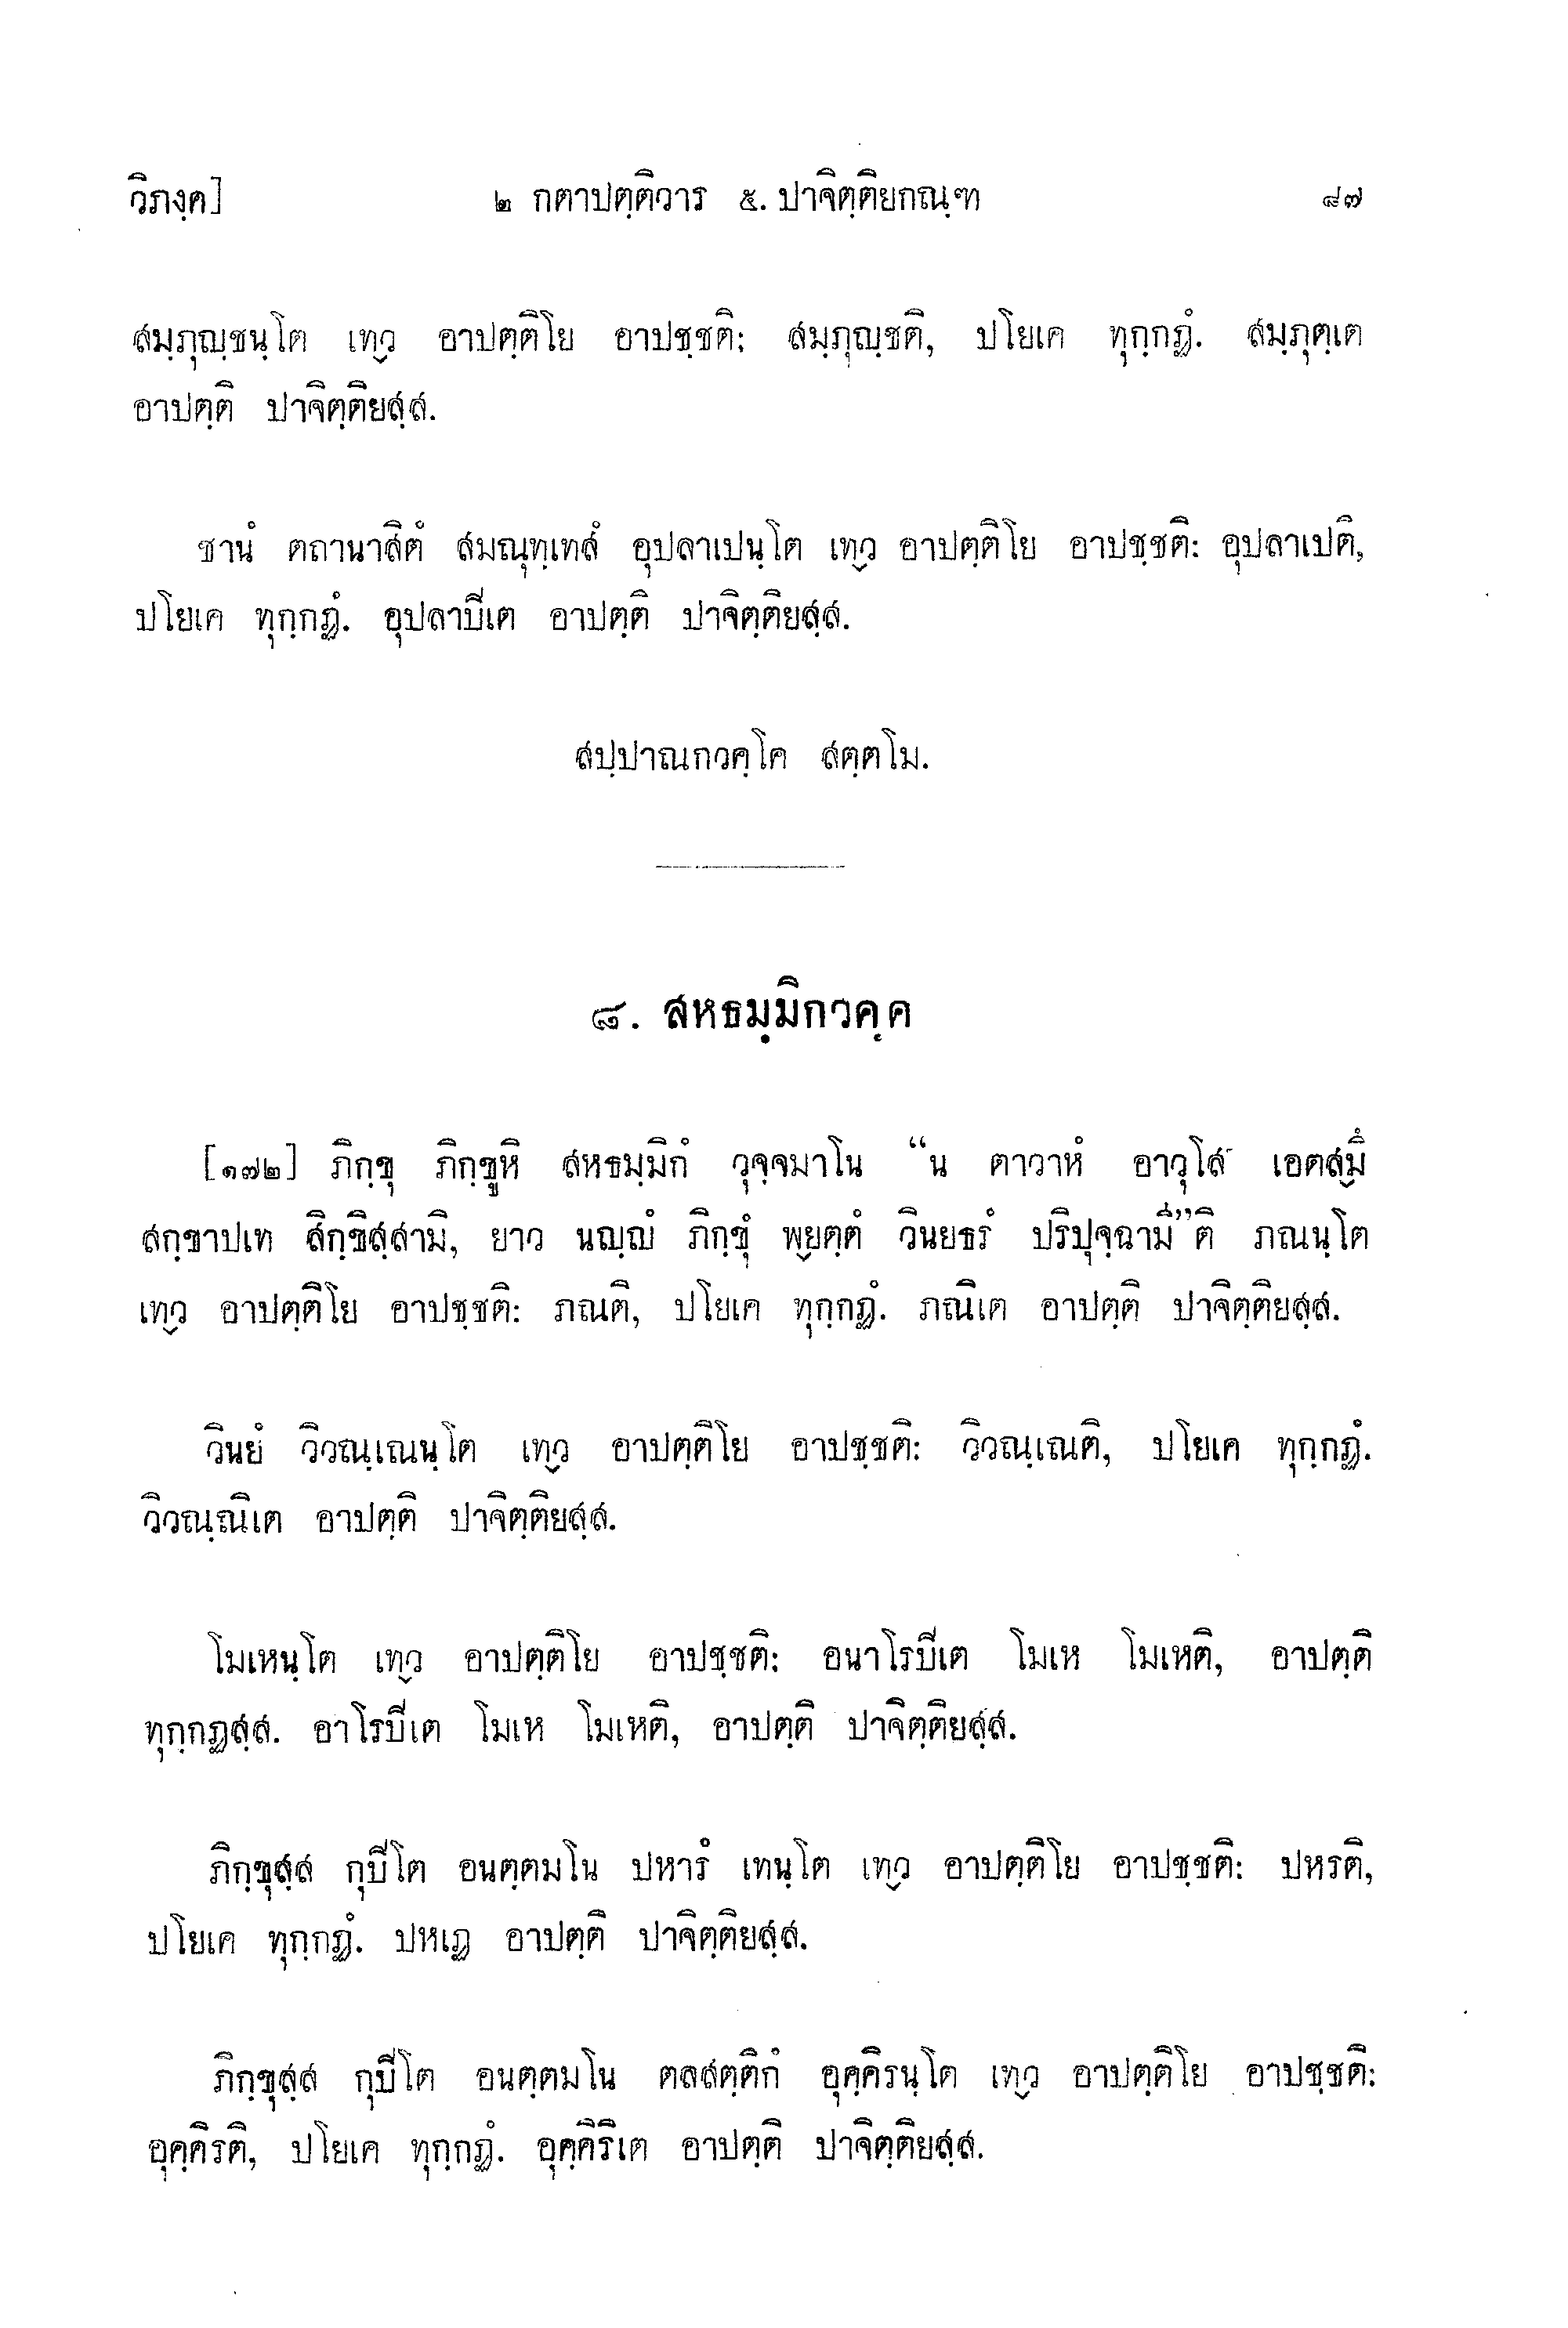 วิภงฺค] ๒ กตาปตฺติวาร ๕. ปาจิตฺติยกณฺฑ ๘๗
สมฺภุญฺชนฺโต เทฺว อาปตฺติโย อาปชฺชติ: สมฺภุญฺชติ, ปโยเค ทุกฺกฏํ. สมฺภุตฺเต
อาปตฺติ ปาจิตฺติยสฺส.
ชานํ ตถานาสิตํ สมณุทฺเทสํ อุปลาเปนฺโต เทฺว อาปตฺติโย อาปชฺชติ: อุปลาเปติ,
ปโยเค ทุกฺกฏํ. อุปลาปิเต อาปตฺติ ปาจิตฺติยสฺส.
สปฺปาณกวคฺโค สตฺตโม.
๘. สหธมฺมิกวคฺค
[๑๗๒] ภิกฺขุ ภิกฺขูหิ สหธมฺมิกํ วุจฺจมาโน “น ตาวาหํ อาวุโส เอตสฺมึ
สกฺขาปเท สิกฺขิสฺสามิ, ยาว นญฺญํ ภิกฺขุํ พฺยตฺตํ วินยธรํ ปริปุจฺฉามี”ติ ภณนฺโต
เทฺว อาปตฺติโย อาปชฺชติ: ภณติ, ปโยเค ทุกฺกฏํ. ภณิเต อาปตฺติ ปาจิตฺติยสฺส.
วินยํ วิวณฺเณนฺโต เทฺว อาปตฺติโย อาปชฺชติ: วิวณฺเณติ, ปโยเค ทุกฺกฏํ.
วิวณฺณิเต อาปตฺติ ปาจิตฺติยสฺส.
โมเหนฺโต เทฺว อาปตฺติโย อาปชฺชติ: อนาโรปิเต โมเห โมเหติ, อาปตฺติ
ทุกฺกฏสฺส. อาโรปิเต โมเห โมเหติ, อาปตฺติ ปาจิตฺติยสฺส.
ภิกฺขุสฺส กุปิโต อนตฺตมโน ปหารํ เทนฺโต เทฺว อาปตฺติโย อาปชฺชติ: ปหรติ,
ปโยเค ทุกฺกฏํ. ปหเฏ อาปตฺติ ปาจิตฺติยสฺส.
ภิกฺขุสฺส กุปิโต อนตฺตมโน ตลสตฺติกํ อุคฺคิรนฺโต เทฺว อาปตฺติโย อาปชฺชติ:
อุคฺคิรติ, ปโยเค ทุกฺกฏํ. อุคฺคิริเต อาปตฺติ ปาจิตฺติยสฺส.